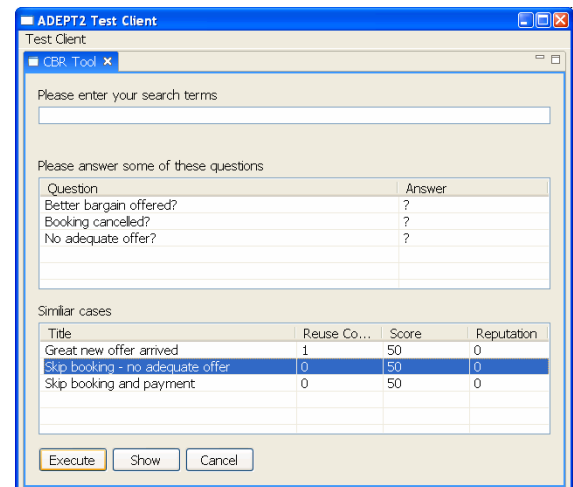 ADEPT2 Test Client
Test Client
CBR Tool
Please enter your search terms
Please answer some of these questions
Question Answer
Better bargain offered? ?
Booking cancelled? ?
No adequate offer? ?
Similar cases
Title Reuse Co... Score Reputation
Great new offer arrived 1 50 0
Skip booking - no adequate offer 0 50 0
Skip booking and payment 0 50 0
Execute Show Cancel